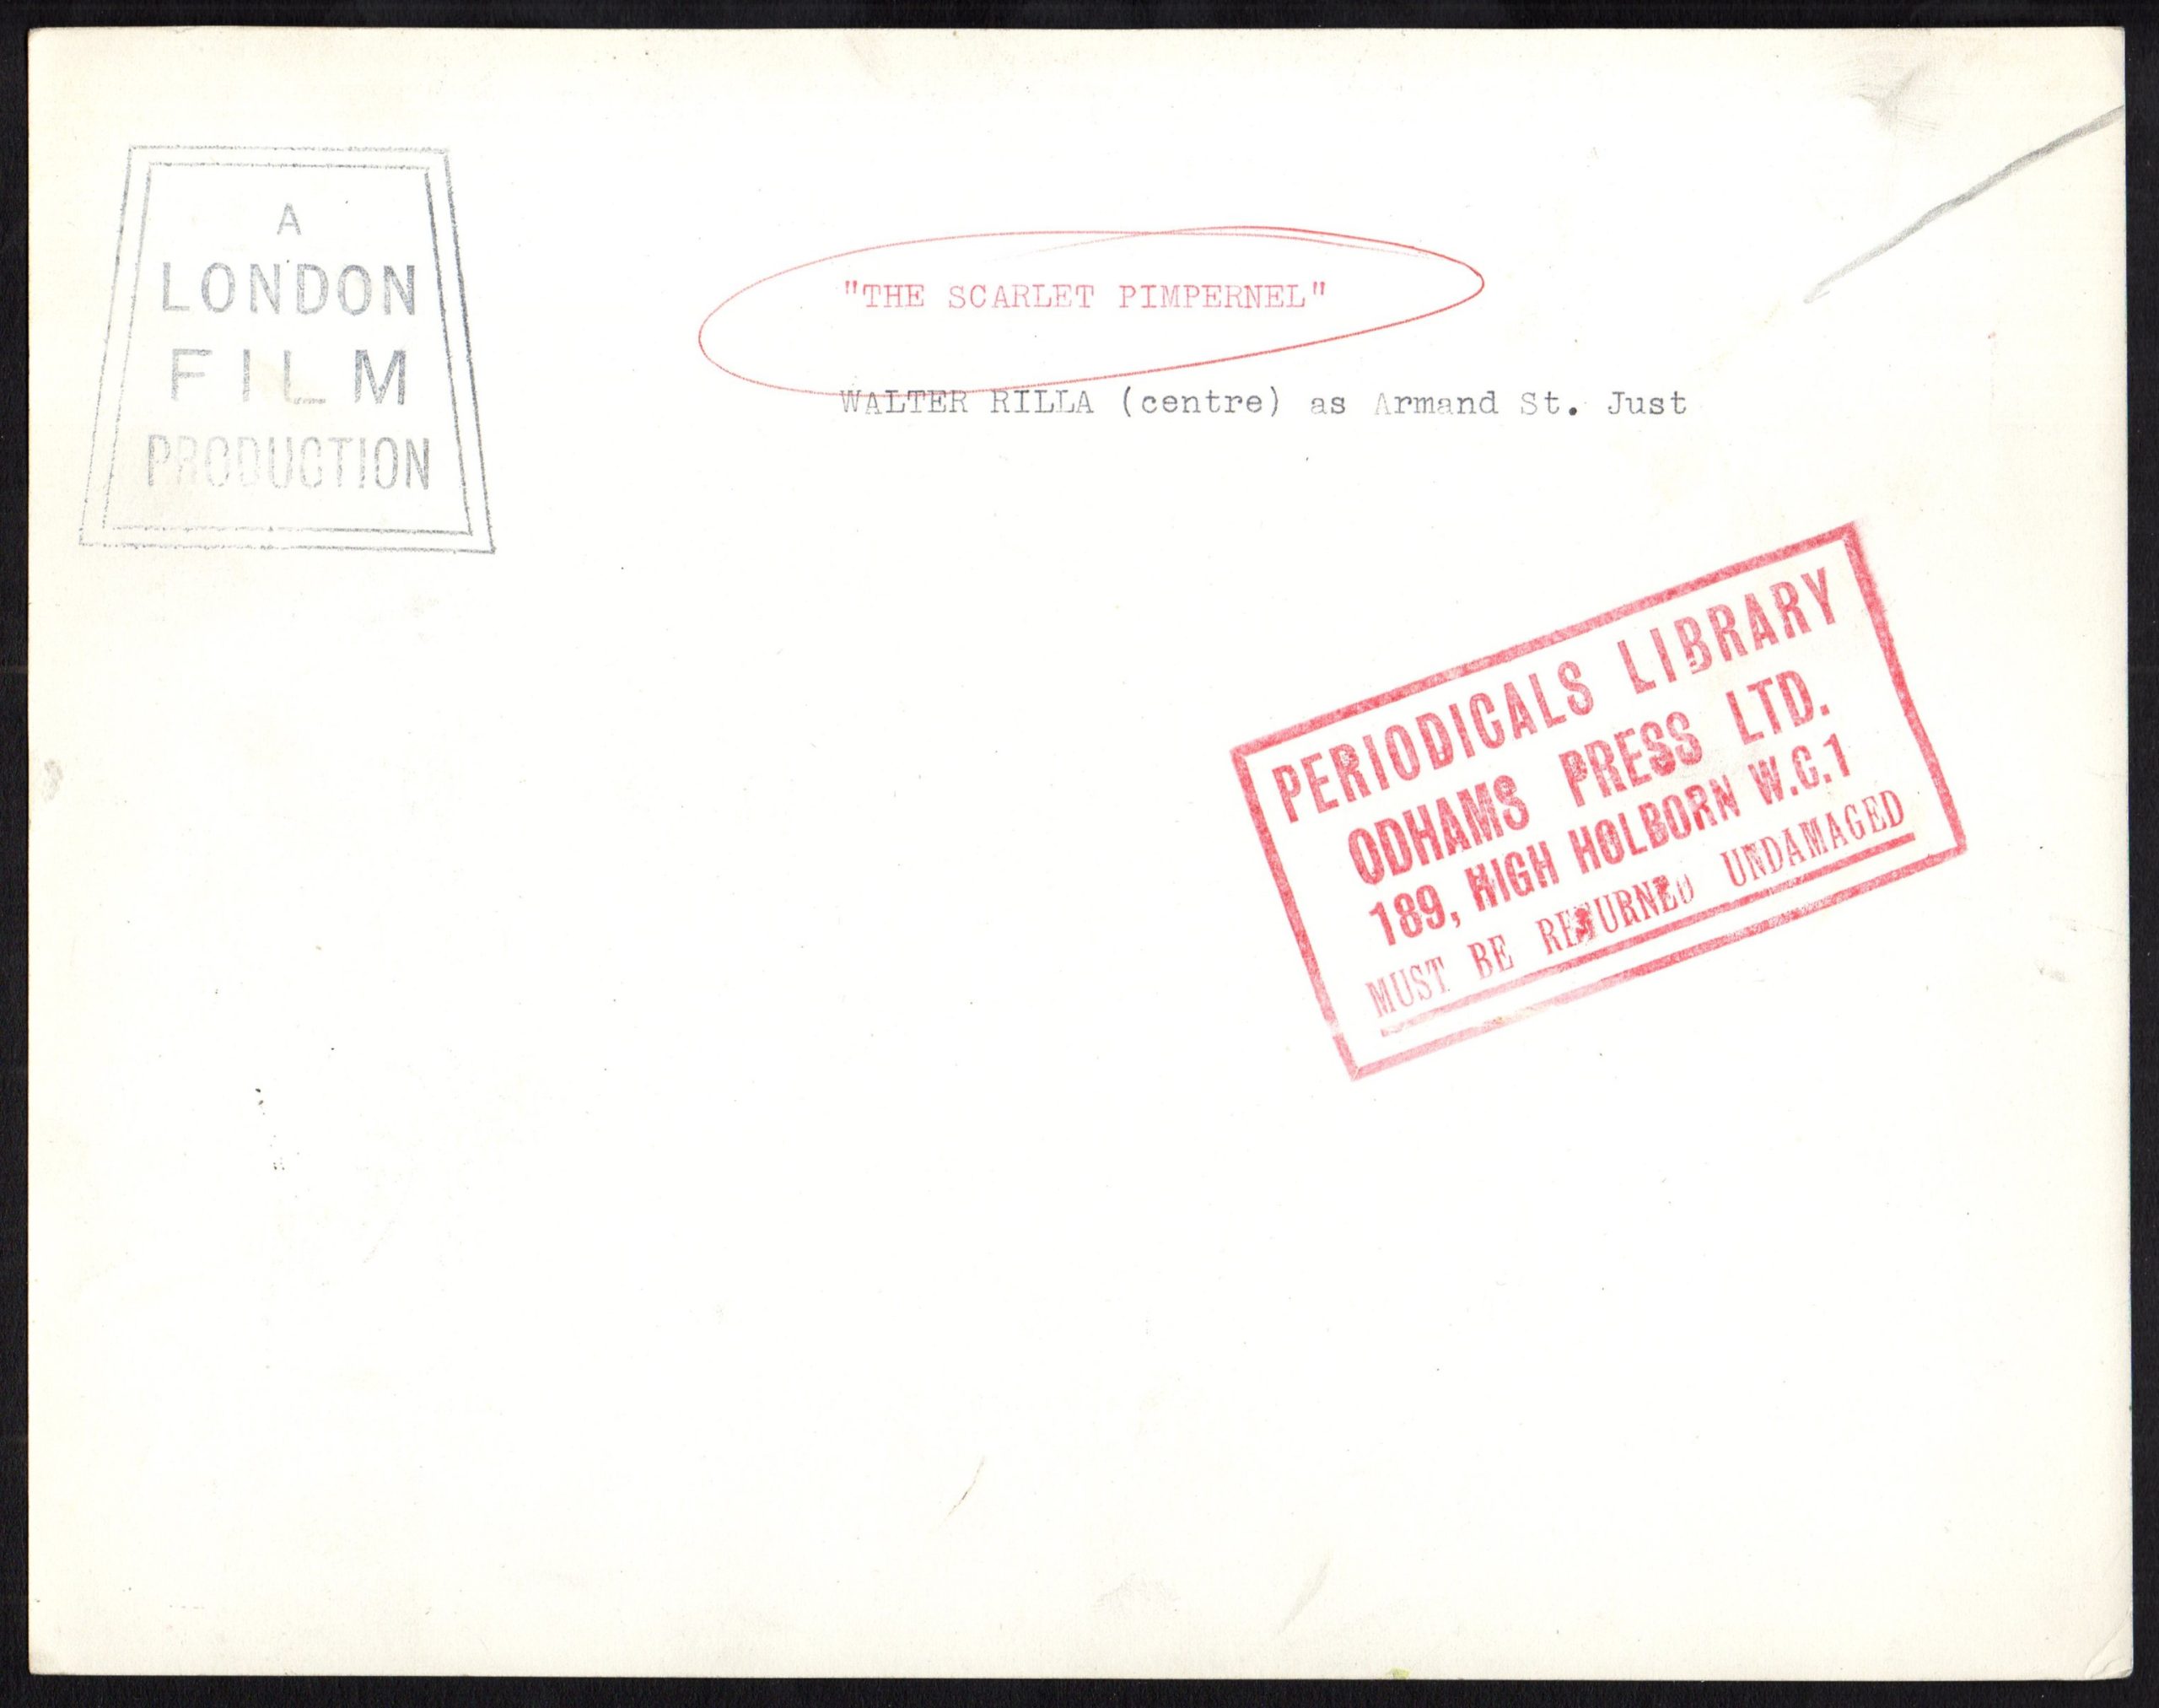 A
LONDON
FILM
PRODUCTION
"THE SCARLET PIMPERNEL"
WALTER RILLA (centre) as Armand St. Just
PERIODICALS LIBRARY
ODHAMS PRESS LTD.
189, HIGH HOLBORN W.C.1
MUST BE RETURNED UNDAMAGED